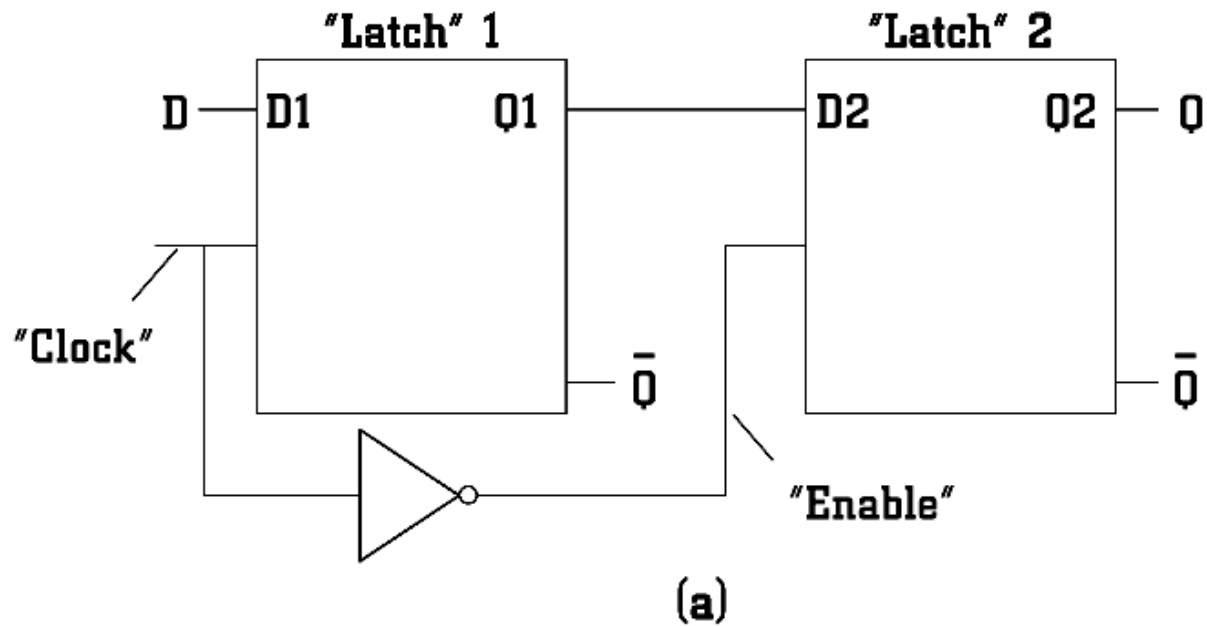 "Latch" 1
"Latch" 2
D
D1
Q1
D2
Q2
Q
"Clock"
Q̅
Q̅
"Enable"
(a)